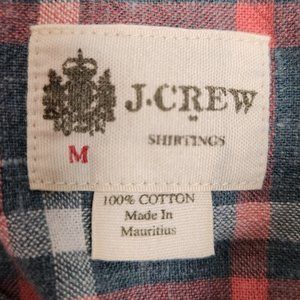 J.CREW
SHIRTINGS
M
100% COTTON
Made In
Mauritius